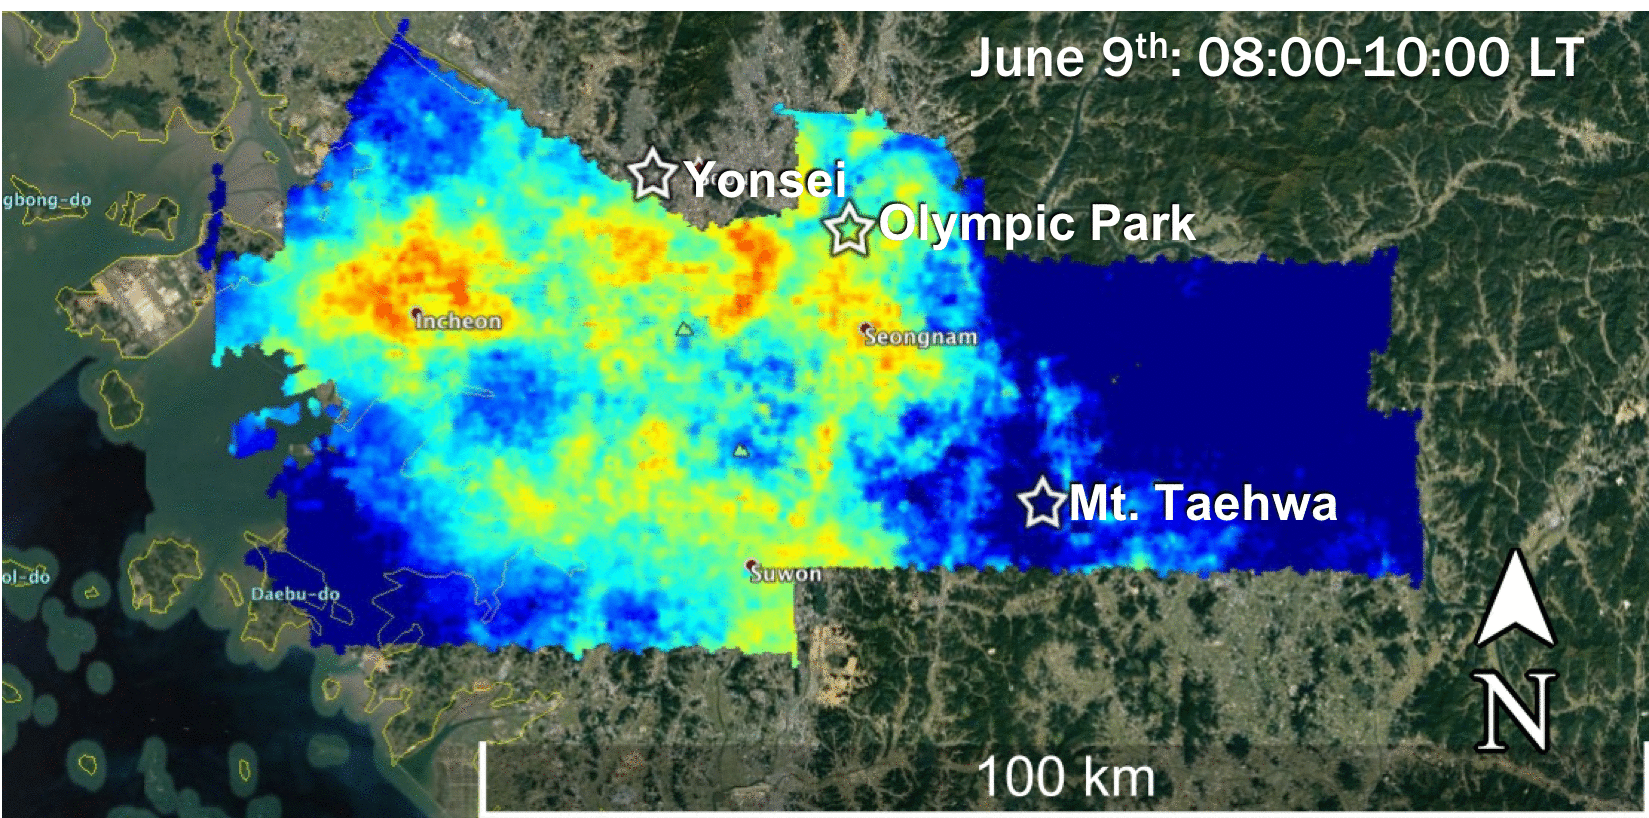 June 9th: 08:00-10:00 LT
Yonsei
gbong-do
Olympic Park
Incheon
Seongnam
Mt. Taehwa
Suwon
ol-do
Daebu-do
N
100 km